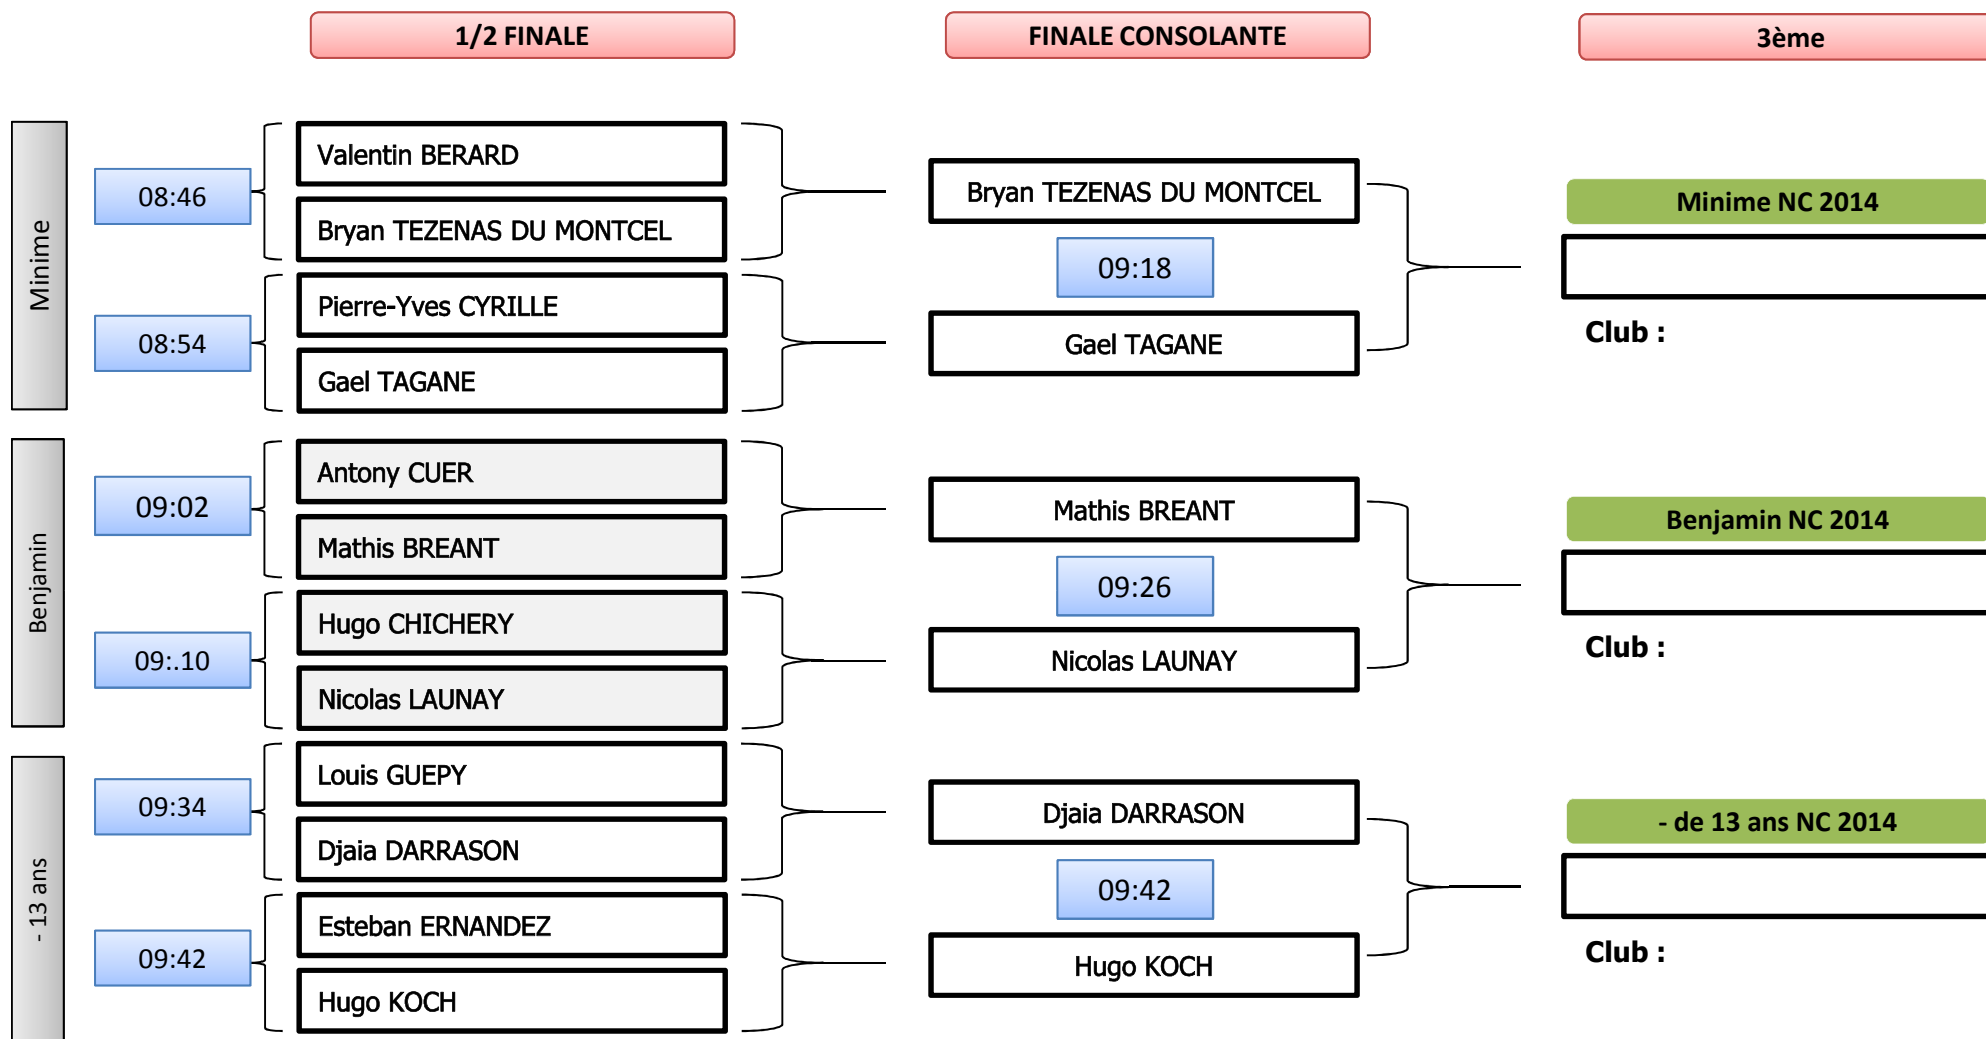 1/2 FINALE
FINALE CONSOLANTE
3ème
Minime
08:46
Valentin BERARD
Bryan TEZENAS DU MONTCEL
08:54
Pierre-Yves CYRILLE
Gael TAGANE
Bryan TEZENAS DU MONTCEL
09:18
Gael TAGANE
Minime NC 2014
Club :
Benjamin
09:02
Antony CUER
Mathis BREANT
09:.10
Hugo CHICHERY
Nicolas LAUNAY
Mathis BREANT
09:26
Nicolas LAUNAY
Benjamin NC 2014
Club :
- 13 ans
09:34
Louis GUEPY
Djaia DARRASON
09:42
Esteban ERNANDEZ
Hugo KOCH
Djaia DARRASON
09:42
Hugo KOCH
- de 13 ans NC 2014
Club :